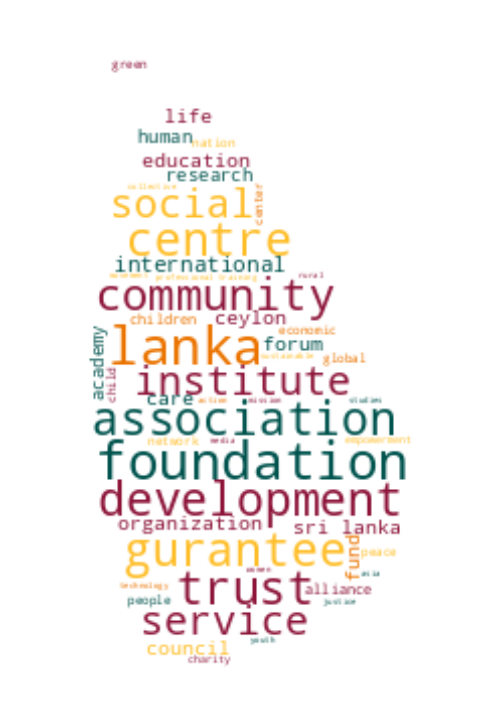 green
life
human
nation
education
research
collective
social
center
centre
international
movement professional training rural
community
children ceylon
economic
academy
lanka
forum
sustainable global
child
institute
care action mission studies
association
network media empowerment
foundation
development
organization sri lanka
gurantee
fund
peace
women asia
trust
technology
alliance
people justice
service
youth
council
charity